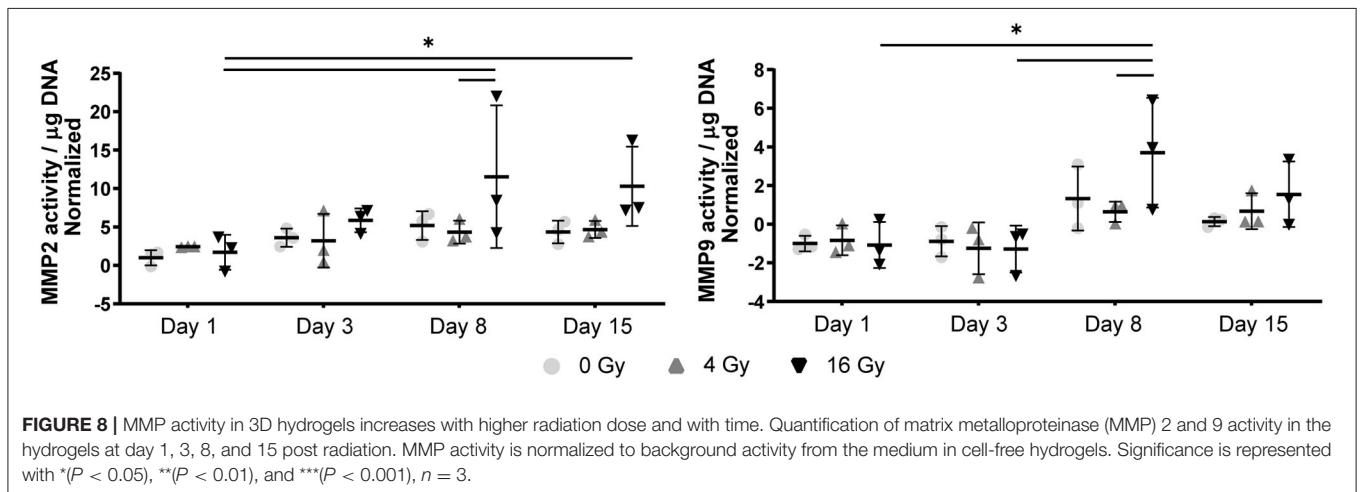 *
25
20
15
10
5
0
-5
MMP2 activity / μg DNA
Normalized
Day 1
Day 3
Day 8
Day 15
*
8
6
4
2
0
-2
-4
MMP9 activity / μg DNA
Normalized
Day 1
Day 3
Day 8
Day 15
0 Gy
4 Gy
16 Gy
FIGURE 8 | MMP activity in 3D hydrogels increases with higher radiation dose and with time. Quantification of matrix metalloproteinase (MMP) 2 and 9 activity in the
hydrogels at day 1, 3, 8, and 15 post radiation. MMP activity is normalized to background activity from the medium in cell-free hydrogels. Significance is represented
with *(P < 0.05), **(P < 0.01), and ***(P < 0.001), n = 3.